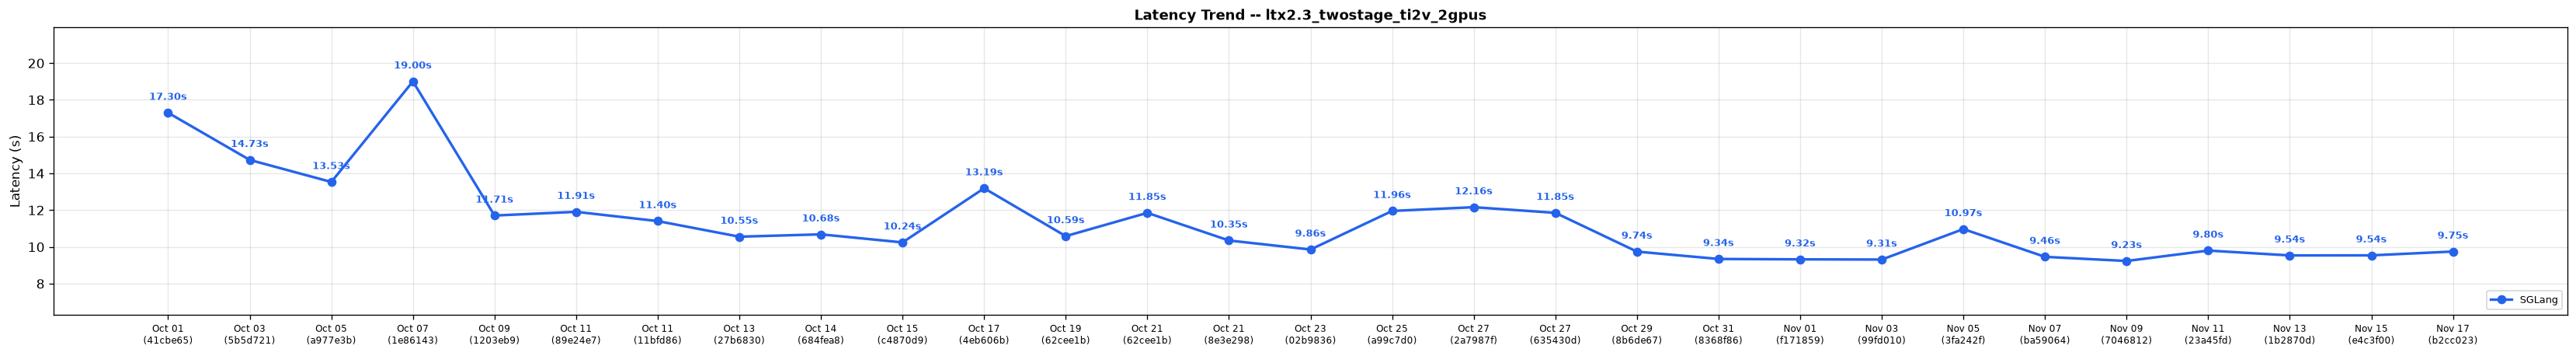 Latency Trend -- ltx2.3_twostage_ti2v_2gpus
Latency (s)
20
18
16
14
12
10
8
17.30s
14.73s
13.53s
19.00s
11.71s
11.91s
11.40s
10.55s
10.68s
10.24s
13.19s
10.59s
11.85s
10.35s
9.86s
11.96s
12.16s
11.85s
9.74s
9.34s
9.32s
9.31s
10.97s
9.46s
9.23s
9.80s
9.54s
9.54s
9.75s
SGLang
Oct 01
(41cbe65)
Oct 03
(5b5d721)
Oct 05
(a977e3b)
Oct 07
(1e86143)
Oct 09
(1203eb9)
Oct 11
(89e24e7)
Oct 11
(11bfd86)
Oct 13
(27b6830)
Oct 14
(684fea8)
Oct 15
(c4870d9)
Oct 17
(4eb606b)
Oct 19
(62cee1b)
Oct 21
(62cee1b)
Oct 21
(8e3e298)
Oct 23
(02b9836)
Oct 25
(a99c7d0)
Oct 27
(2a7987f)
Oct 27
(635430d)
Oct 29
(8b6de67)
Oct 31
(8368f86)
Nov 01
(f171859)
Nov 03
(99fd010)
Nov 05
(3fa242f)
Nov 07
(ba59064)
Nov 09
(7046812)
Nov 11
(23a45fd)
Nov 13
(1b2870d)
Nov 15
(e4c3f00)
Nov 17
(b2cc023)